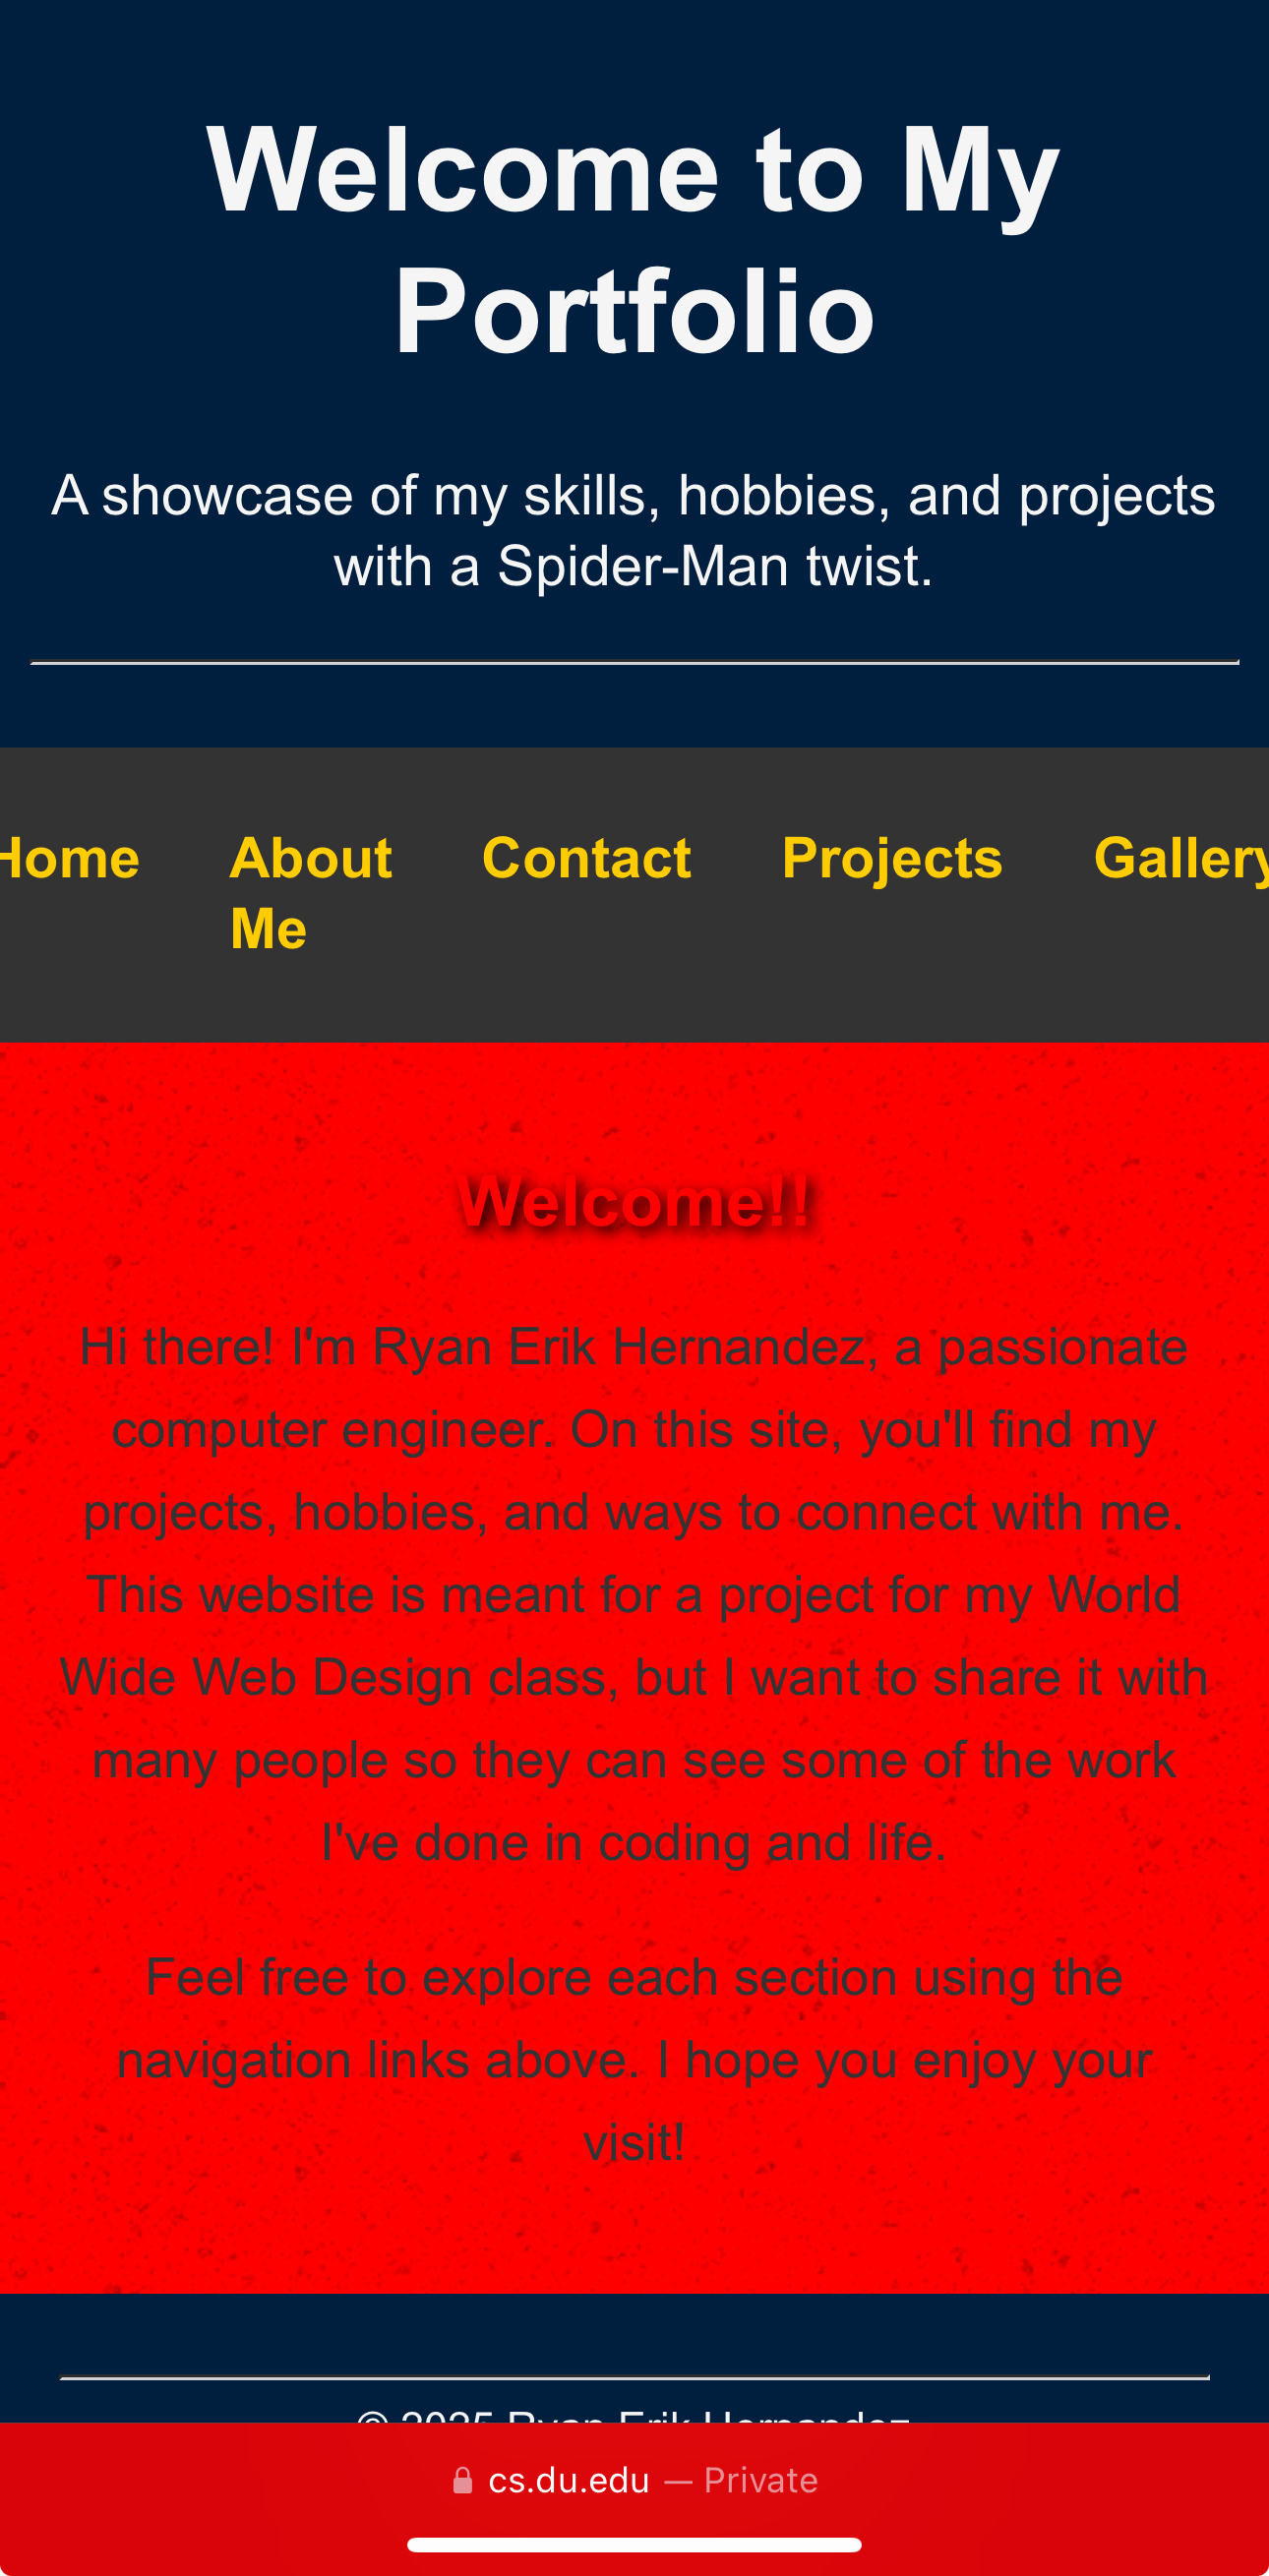 Welcome to My
Portfolio
A showcase of my skills, hobbies, and projects
with a Spider-Man twist.
Home About Contact Projects Gallery
Me
Welcome!!
Hi there! I'm Ryan Erik Hernandez, a passionate
computer engineer. On this site, you'll find my
projects, hobbies, and ways to connect with me.
This website is meant for a project for my World
Wide Web Design class, but I want to share it with
many people so they can see some of the work
I've done in coding and life.
Feel free to explore each section using the
navigation links above. I hope you enjoy your
visit!
© 2025 Ryan Erik Hernandez
cs.du.edu — Private